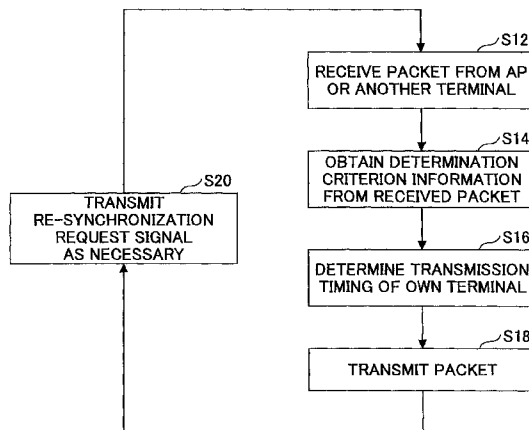 S12
RECEIVE PACKET FROM AP
OR ANOTHER TERMINAL
S14
OBTAIN DETERMINATION
CRITERION INFORMATION
FROM RECEIVED PACKET
S16
DETERMINE TRANSMISSION
TIMING OF OWN TERMINAL
S18
TRANSMIT PACKET
S20
TRANSMIT
RE-SYNCHRONIZATION
REQUEST SIGNAL
AS NECESSARY